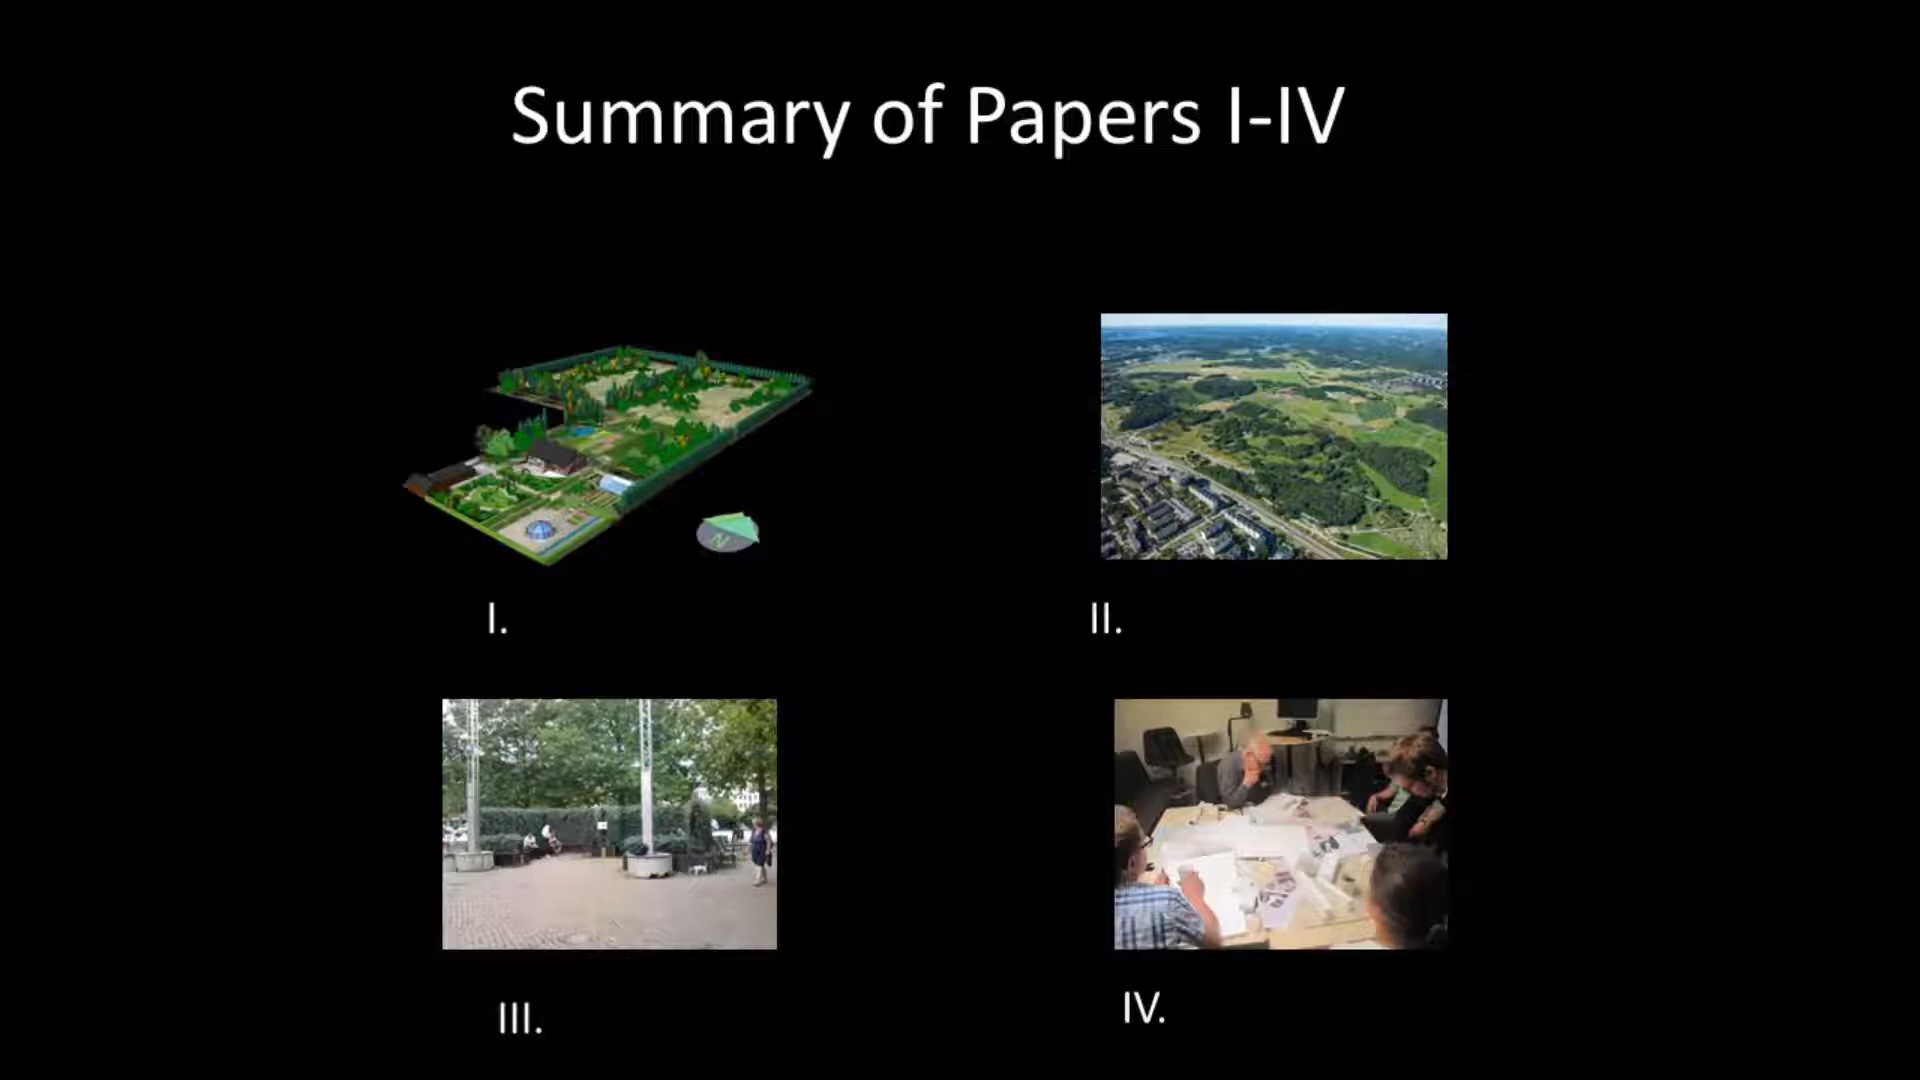 Summary of Papers I-IV
N
I.
II.
III.
IV.